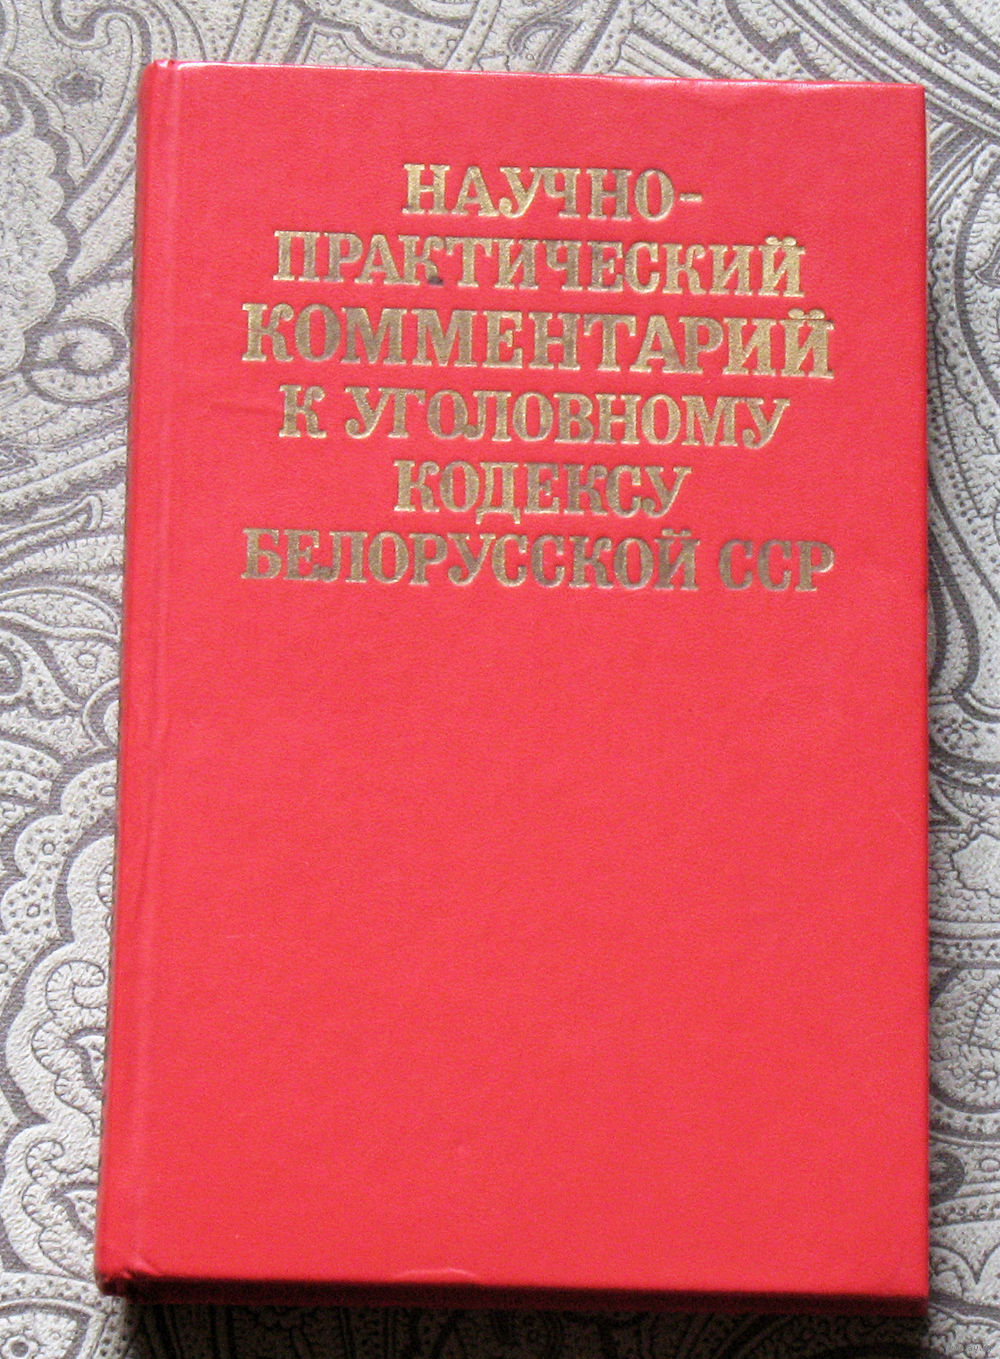 НАУЧНО-
ПРАКТИЧЕСКИЙ
КОММЕНТАРИЙ
К УГОЛОВНОМУ
КОДЕКСУ
БЕЛОРУССКОЙ ССР